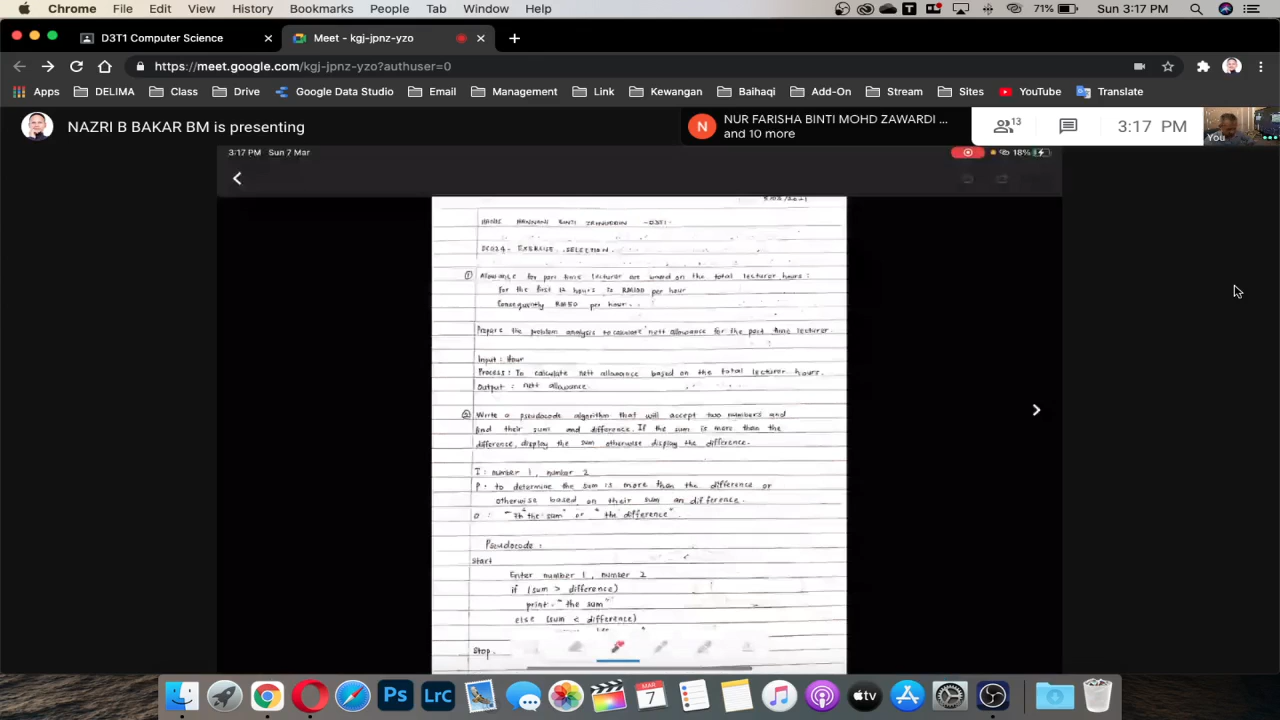 Chrome File Edit View History Bookmarks People Tab Window Help 71% Sun 3:17 PM
D3T1 Computer Science Meet - kgj-jpnz-yzo
https://meet.google.com/kgj-jpnz-yzo?authuser=0
Apps DELIMA Class Drive Google Data Studio Email Management Link Kewangan Baihaqi Add-On Stream Sites YouTube Translate
NAZRI B BAKAR BM is presenting
N NUR FARISHA BINTI MOHD ZAWARDI ...
and 10 more
13
3:17 PM
You
3:17 PM Sun 7 Mar 18%
BINTI -D3T1-
EXERCISE SELECTION.
① Allowance for part time lecturer are based on the total lecturer hours:
For the first 12 hours is per hour
Consequently RM150 per hour.
Prepare the problem analysis to calculate nett allowance for the part time lecturer.
Input : Hour
Process : To calculate nett allowance based on the total lecturer hours.
Output : nett allowance.
② Write a pseudocode algorithm that will accept two numbers and
find their sum and difference. If the sum is more than the
difference, display the sum otherwise display the difference.
I : number 1, number 2
P : to determine the sum is more than the difference or
otherwise based on their sum an difference.
O : the sum" or "the difference".
Pseudocode :
Start
Enter number 1, number 2
if (sum > difference)
print "the sum"
else (sum < difference)
Stop.
Ps LrC tv
MAR
7